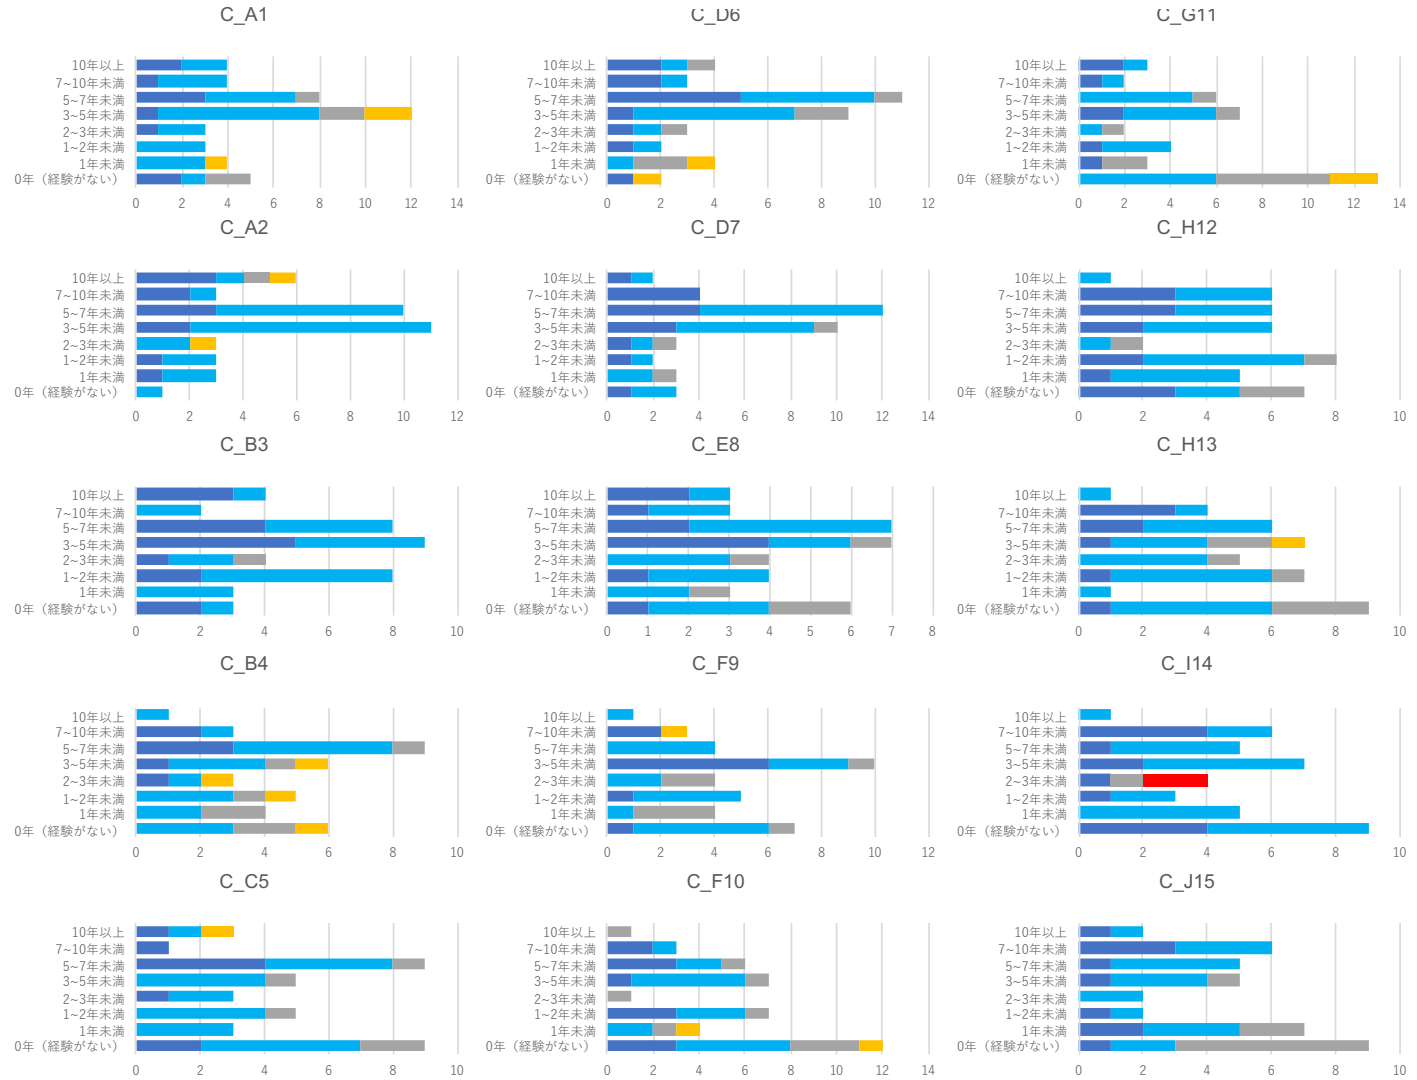 C_A1
10年以上
7~10年未満
5~7年未満
3~5年未満
2~3年未満
1~2年未満
1年未満
0年（経験がない）
0 2 4 6 8 10 12 14
C_D6
10年以上
7~10年未満
5~7年未満
3~5年未満
2~3年未満
1~2年未満
1年未満
0年（経験がない）
0 2 4 6 8 10 12
C_G11
10年以上
7~10年未満
5~7年未満
3~5年未満
2~3年未満
1~2年未満
1年未満
0年（経験がない）
0 2 4 6 8 10 12 14
C_A2
10年以上
7~10年未満
5~7年未満
3~5年未満
2~3年未満
1~2年未満
1年未満
0年（経験がない）
0 2 4 6 8 10 12
C_D7
10年以上
7~10年未満
5~7年未満
3~5年未満
2~3年未満
1~2年未満
1年未満
0年（経験がない）
0 2 4 6 8 10 12 14
C_H12
10年以上
7~10年未満
5~7年未満
3~5年未満
2~3年未満
1~2年未満
1年未満
0年（経験がない）
0 2 4 6 8 10
C_B3
10年以上
7~10年未満
5~7年未満
3~5年未満
2~3年未満
1~2年未満
1年未満
0年（経験がない）
0 2 4 6 8 10
C_E8
10年以上
7~10年未満
5~7年未満
3~5年未満
2~3年未満
1~2年未満
1年未満
0年（経験がない）
0 1 2 3 4 5 6 7 8
C_H13
10年以上
7~10年未満
5~7年未満
3~5年未満
2~3年未満
1~2年未満
1年未満
0年（経験がない）
0 2 4 6 8 10
C_B4
10年以上
7~10年未満
5~7年未満
3~5年未満
2~3年未満
1~2年未満
1年未満
0年（経験がない）
0 2 4 6 8 10
C_F9
10年以上
7~10年未満
5~7年未満
3~5年未満
2~3年未満
1~2年未満
1年未満
0年（経験がない）
0 2 4 6 8 10 12
C_I14
10年以上
7~10年未満
5~7年未満
3~5年未満
2~3年未満
1~2年未満
1年未満
0年（経験がない）
0 2 4 6 8 10
C_C5
10年以上
7~10年未満
5~7年未満
3~5年未満
2~3年未満
1~2年未満
1年未満
0年（経験がない）
0 2 4 6 8 10
C_F10
10年以上
7~10年未満
5~7年未満
3~5年未満
2~3年未満
1~2年未満
1年未満
0年（経験がない）
0 2 4 6 8 10 12 14
C_J15
10年以上
7~10年未満
5~7年未満
3~5年未満
2~3年未満
1~2年未満
1年未満
0年（経験がない）
0 2 4 6 8 10